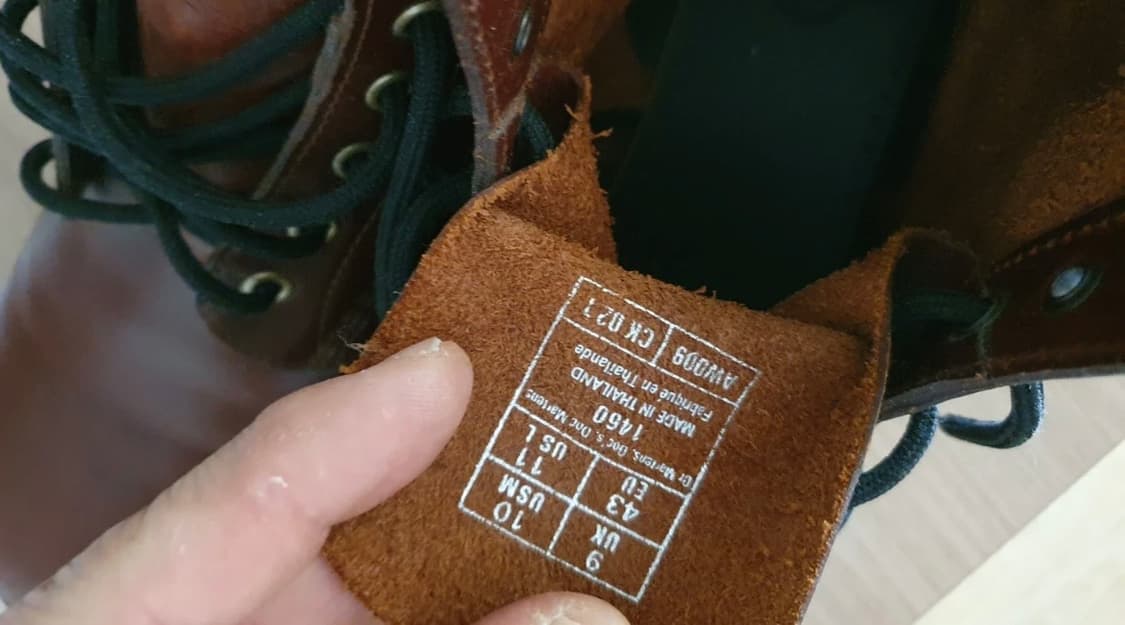 9 UK 10 USM
43 EU 11 US L
Dr Martens, Doc's, Doc Martens
1460
MADE IN THAILAND
Fabriqué en Thaïlande
AW009 CK 02 1